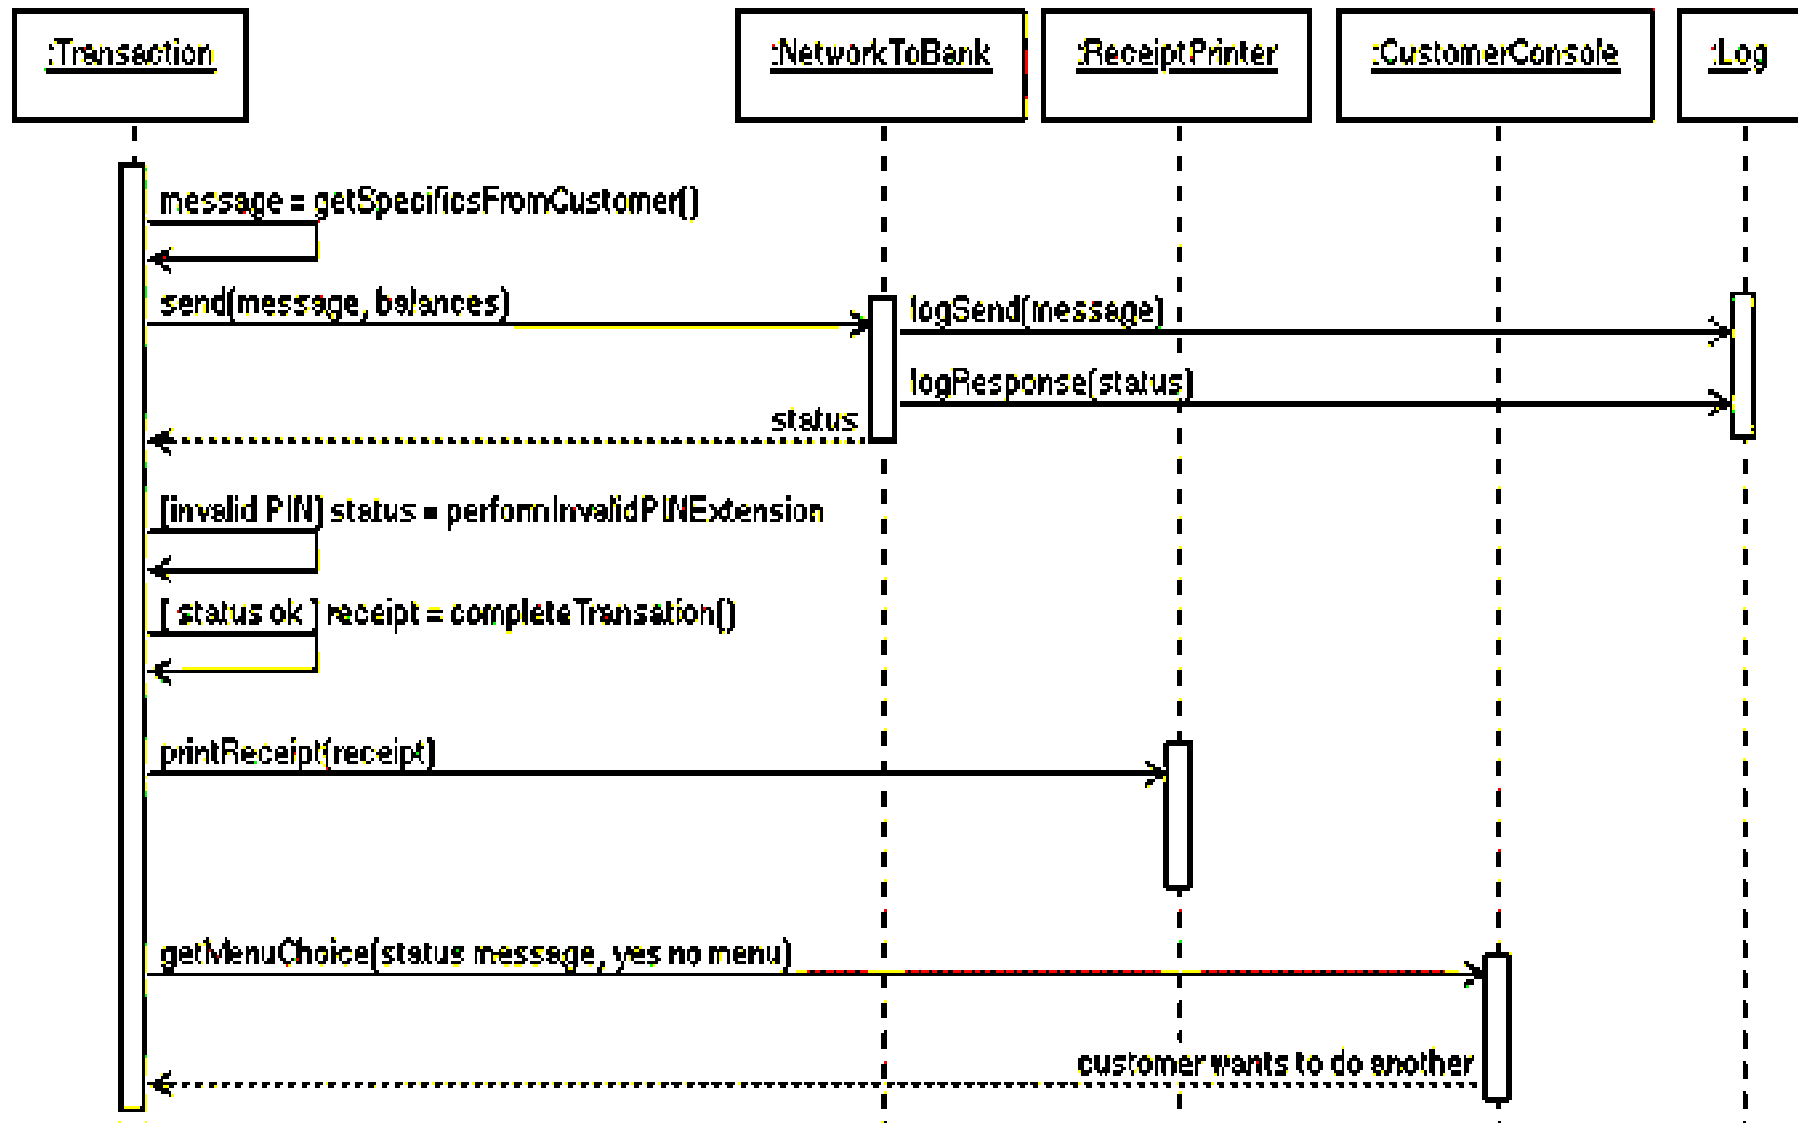 :Transaction
:NetworkToBank
:ReceiptPrinter
:CustomerConsole
:Log
message = getSpecificsFromCustomer()
send(message, balances)
logSend(message)
logResponse(status)
status
[invalid PIN] status = performInvalidPINExtension
[ status ok ] receipt = completeTransation()
printReceipt(receipt)
getMenuChoice(status message, yes no menu)
customer wants to do another